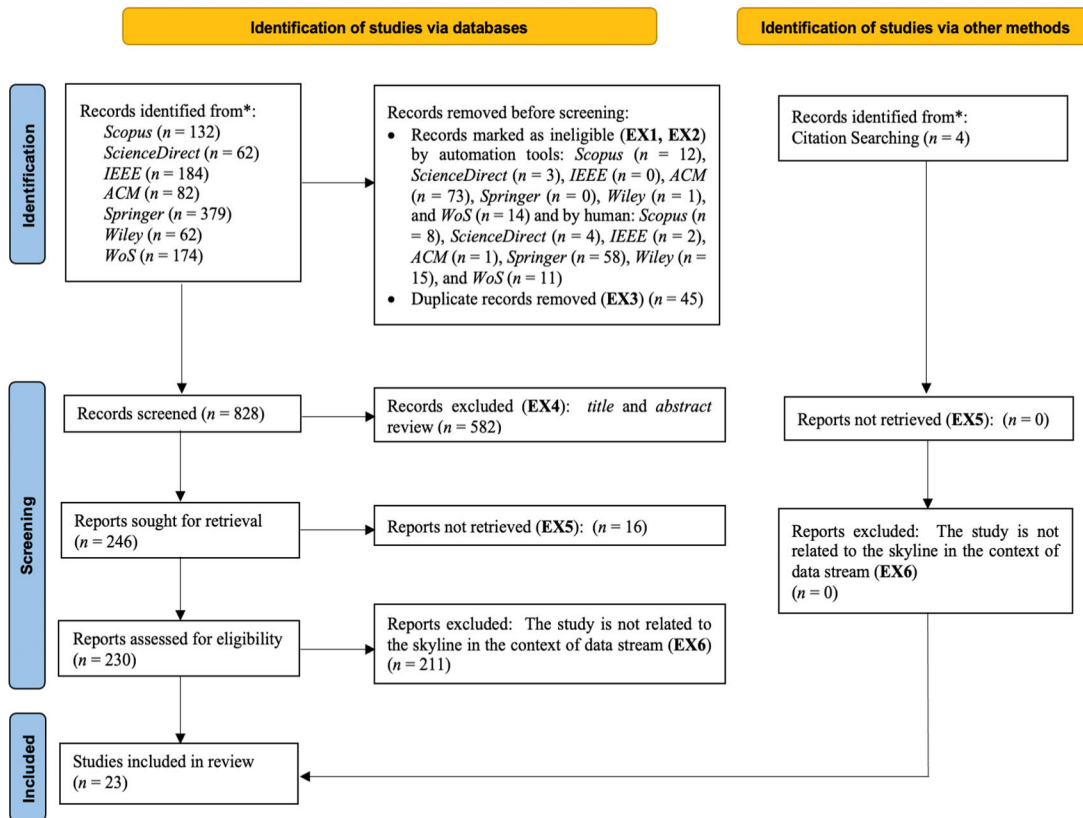 Identification of studies via databases
Identification of studies via other methods
Identification
Records identified from*:
Scopus (n = 132)
ScienceDirect (n = 62)
IEEE (n = 184)
ACM (n = 82)
Springer (n = 379)
Wiley (n = 62)
WoS (n = 174)
Records removed before screening:
• Records marked as ineligible (EX1, EX2)
by automation tools: Scopus (n = 12),
ScienceDirect (n = 3), IEEE (n = 0), ACM
(n = 73), Springer (n = 0), Wiley (n = 1),
and WoS (n = 14) and by human: Scopus (n
= 8), ScienceDirect (n = 4), IEEE (n = 2),
ACM (n = 1), Springer (n = 58), Wiley (n =
15), and WoS (n = 11)
• Duplicate records removed (EX3) (n = 45)
Records identified from*:
Citation Searching (n = 4)
Screening
Records screened (n = 828)
Records excluded (EX4): title and abstract
review (n = 582)
Reports not retrieved (EX5): (n = 0)
Reports sought for retrieval
(n = 246)
Reports not retrieved (EX5): (n = 16)
Reports excluded: The study is not
related to the skyline in the context of
data stream (EX6)
(n = 0)
Reports assessed for eligibility
(n = 230)
Reports excluded: The study is not related to
the skyline in the context of data stream (EX6)
(n = 211)
Included
Studies included in review
(n = 23)